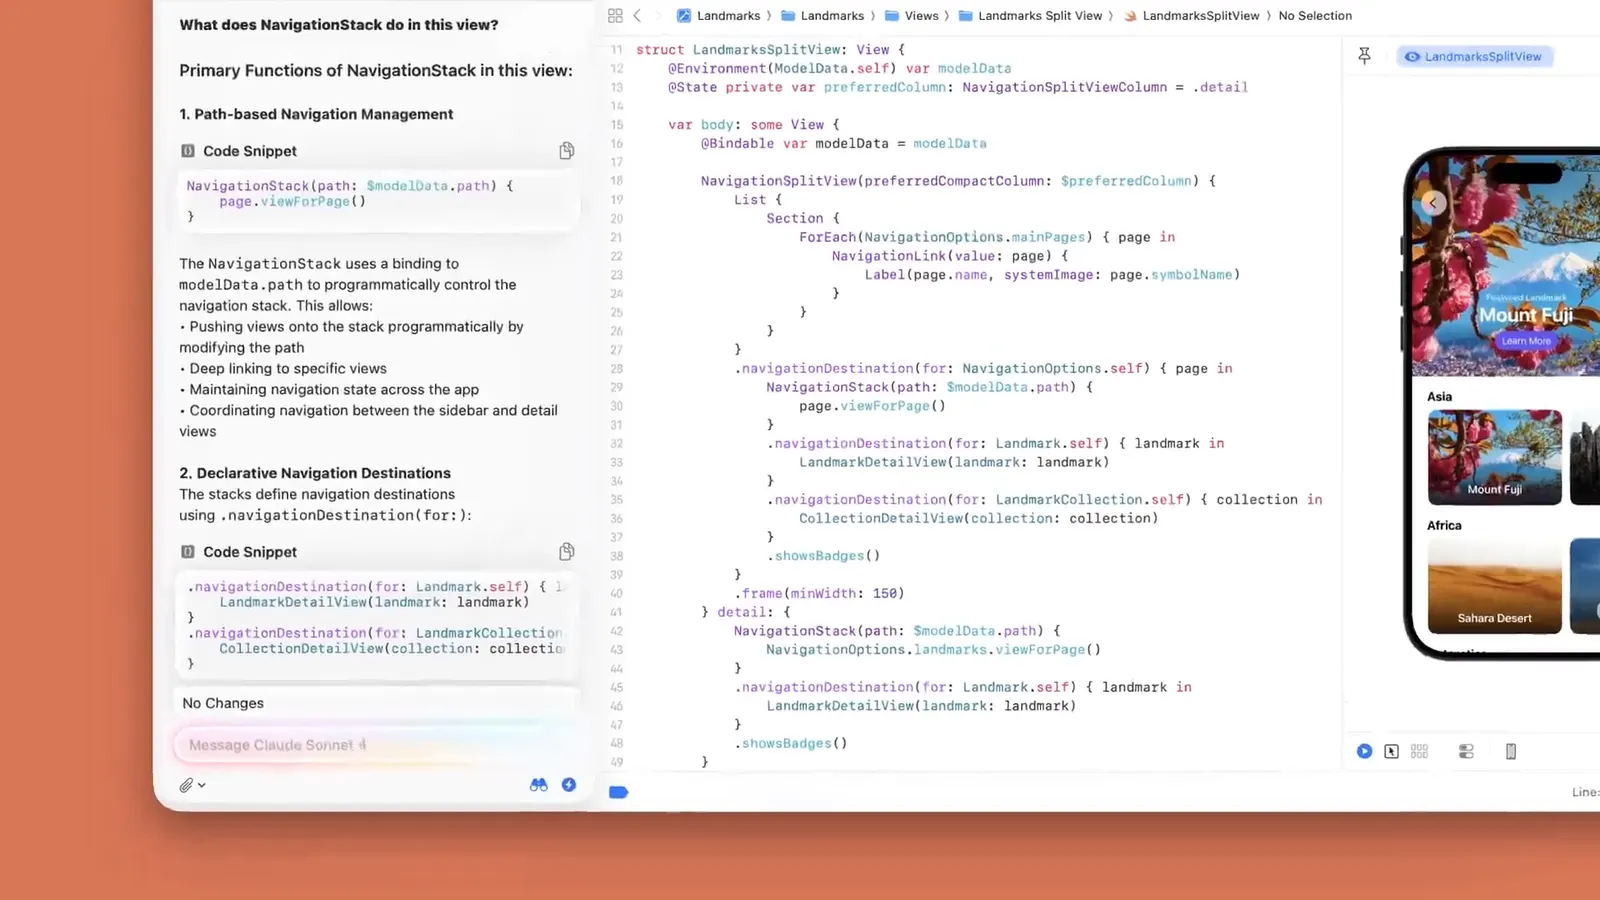 What does NavigationStack do in this view?
Primary Functions of NavigationStack in this view:
1. Path-based Navigation Management
Code Snippet
NavigationStack(path: $modelData.path) {
page.viewForPage()
}
The NavigationStack uses a binding to
modelData.path to programmatically control the
navigation stack. This allows:
• Pushing views onto the stack programmatically by
modifying the path
• Deep linking to specific views
• Maintaining navigation state across the app
• Coordinating navigation between the sidebar and detail
views
2. Declarative Navigation Destinations
The stacks define navigation destinations
using .navigationDestination(for:):
Code Snippet
.navigationDestination(for: Landmark.self) {
LandmarkDetailView(landmark: landmark)
}
.navigationDestination(for: LandmarkCollection
CollectionDetailView(collection: collectio
}
No Changes
Message Claude Sonnet 4
Landmarks
Landmarks
Views
Landmarks Split View
LandmarksSplitView
No Selection
11 struct LandmarksSplitView: View {
12 @Environment(ModelData.self) var modelData
13 @State private var preferredColumn: NavigationSplitViewColumn = .detail
14
15 var body: some View {
16 @Bindable var modelData = modelData
17
18 NavigationSplitView(preferredCompactColumn: $preferredColumn) {
19 List {
20 Section {
21 ForEach(NavigationOptions.mainPages) { page in
22 NavigationLink(value: page) {
23 Label(page.name, systemImage: page.symbolName)
24 }
25 }
26 }
27 }
28 .navigationDestination(for: NavigationOptions.self) { page in
29 NavigationStack(path: $modelData.path) {
30 page.viewForPage()
31 }
32 .navigationDestination(for: Landmark.self) { landmark in
33 LandmarkDetailView(landmark: landmark)
34 }
35 .navigationDestination(for: LandmarkCollection.self) { collection in
36 CollectionDetailView(collection: collection)
37 }
38 .showsBadges()
39 }
40 .frame(minWidth: 150)
41 } detail: {
42 NavigationStack(path: $modelData.path) {
43 NavigationOptions.landmarks.viewForPage()
44 }
45 .navigationDestination(for: Landmark.self) { landmark in
46 LandmarkDetailView(landmark: landmark)
47 }
48 .showsBadges()
49 }
LandmarksSplitView
Featured Landmark
Mount Fuji
Learn More
Asia
Mount Fuji
Africa
Sahara Desert
Line: